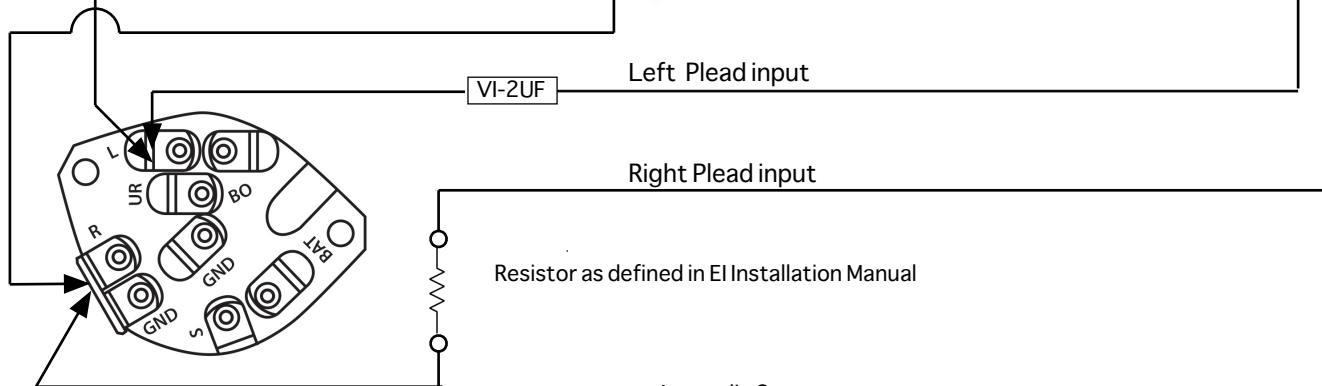 Left Plead input
VI-2UF
L
UR
BO
Right Plead input
R
BAT
GND
Resistor as defined in EI Installation Manual
GND
S